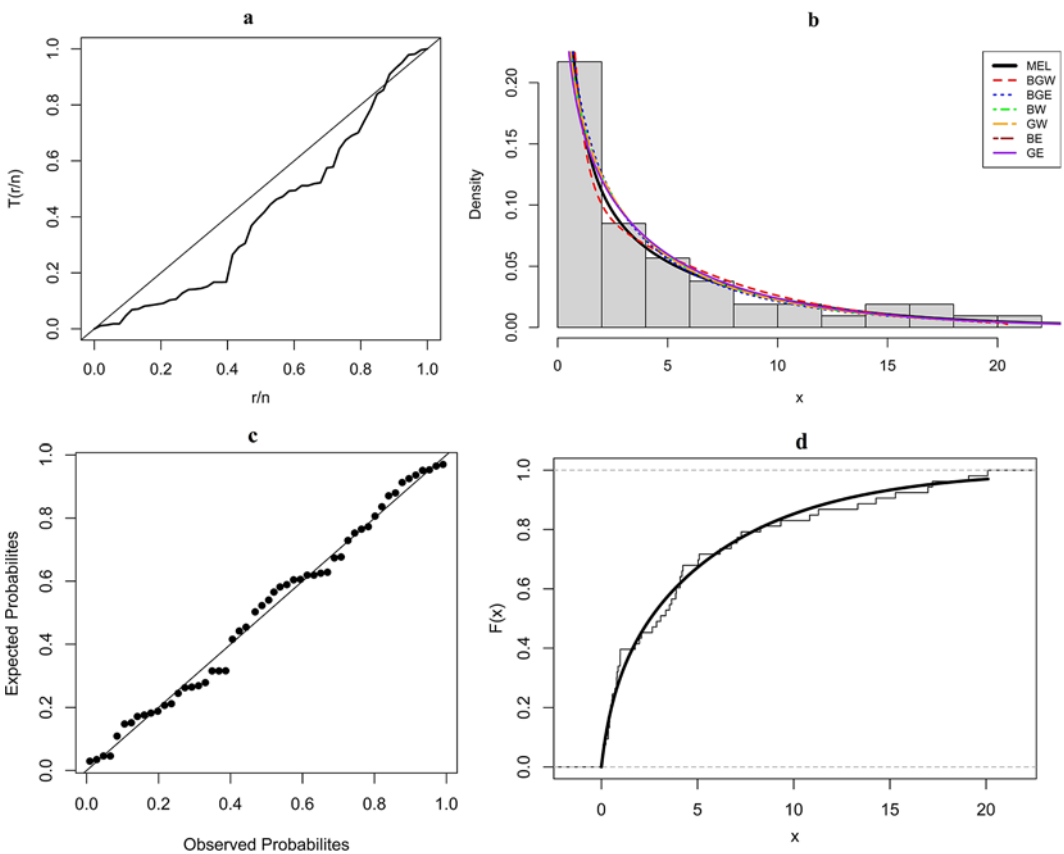 a
T(r/n)
1.0
0.8
0.6
0.4
0.2
0.0
0.0 0.2 0.4 0.6 0.8 1.0
r/n
b
Density
0.20
0.15
0.10
0.05
0.00
0 5 10 15 20
x
MEL
BGW
BGE
BW
GW
BE
GE
c
Expected Probabilites
1.0
0.8
0.6
0.4
0.2
0.0
0.0 0.2 0.4 0.6 0.8 1.0
Observed Probabilites
d
F(x)
1.0
0.8
0.6
0.4
0.2
0.0
0 5 10 15 20
x